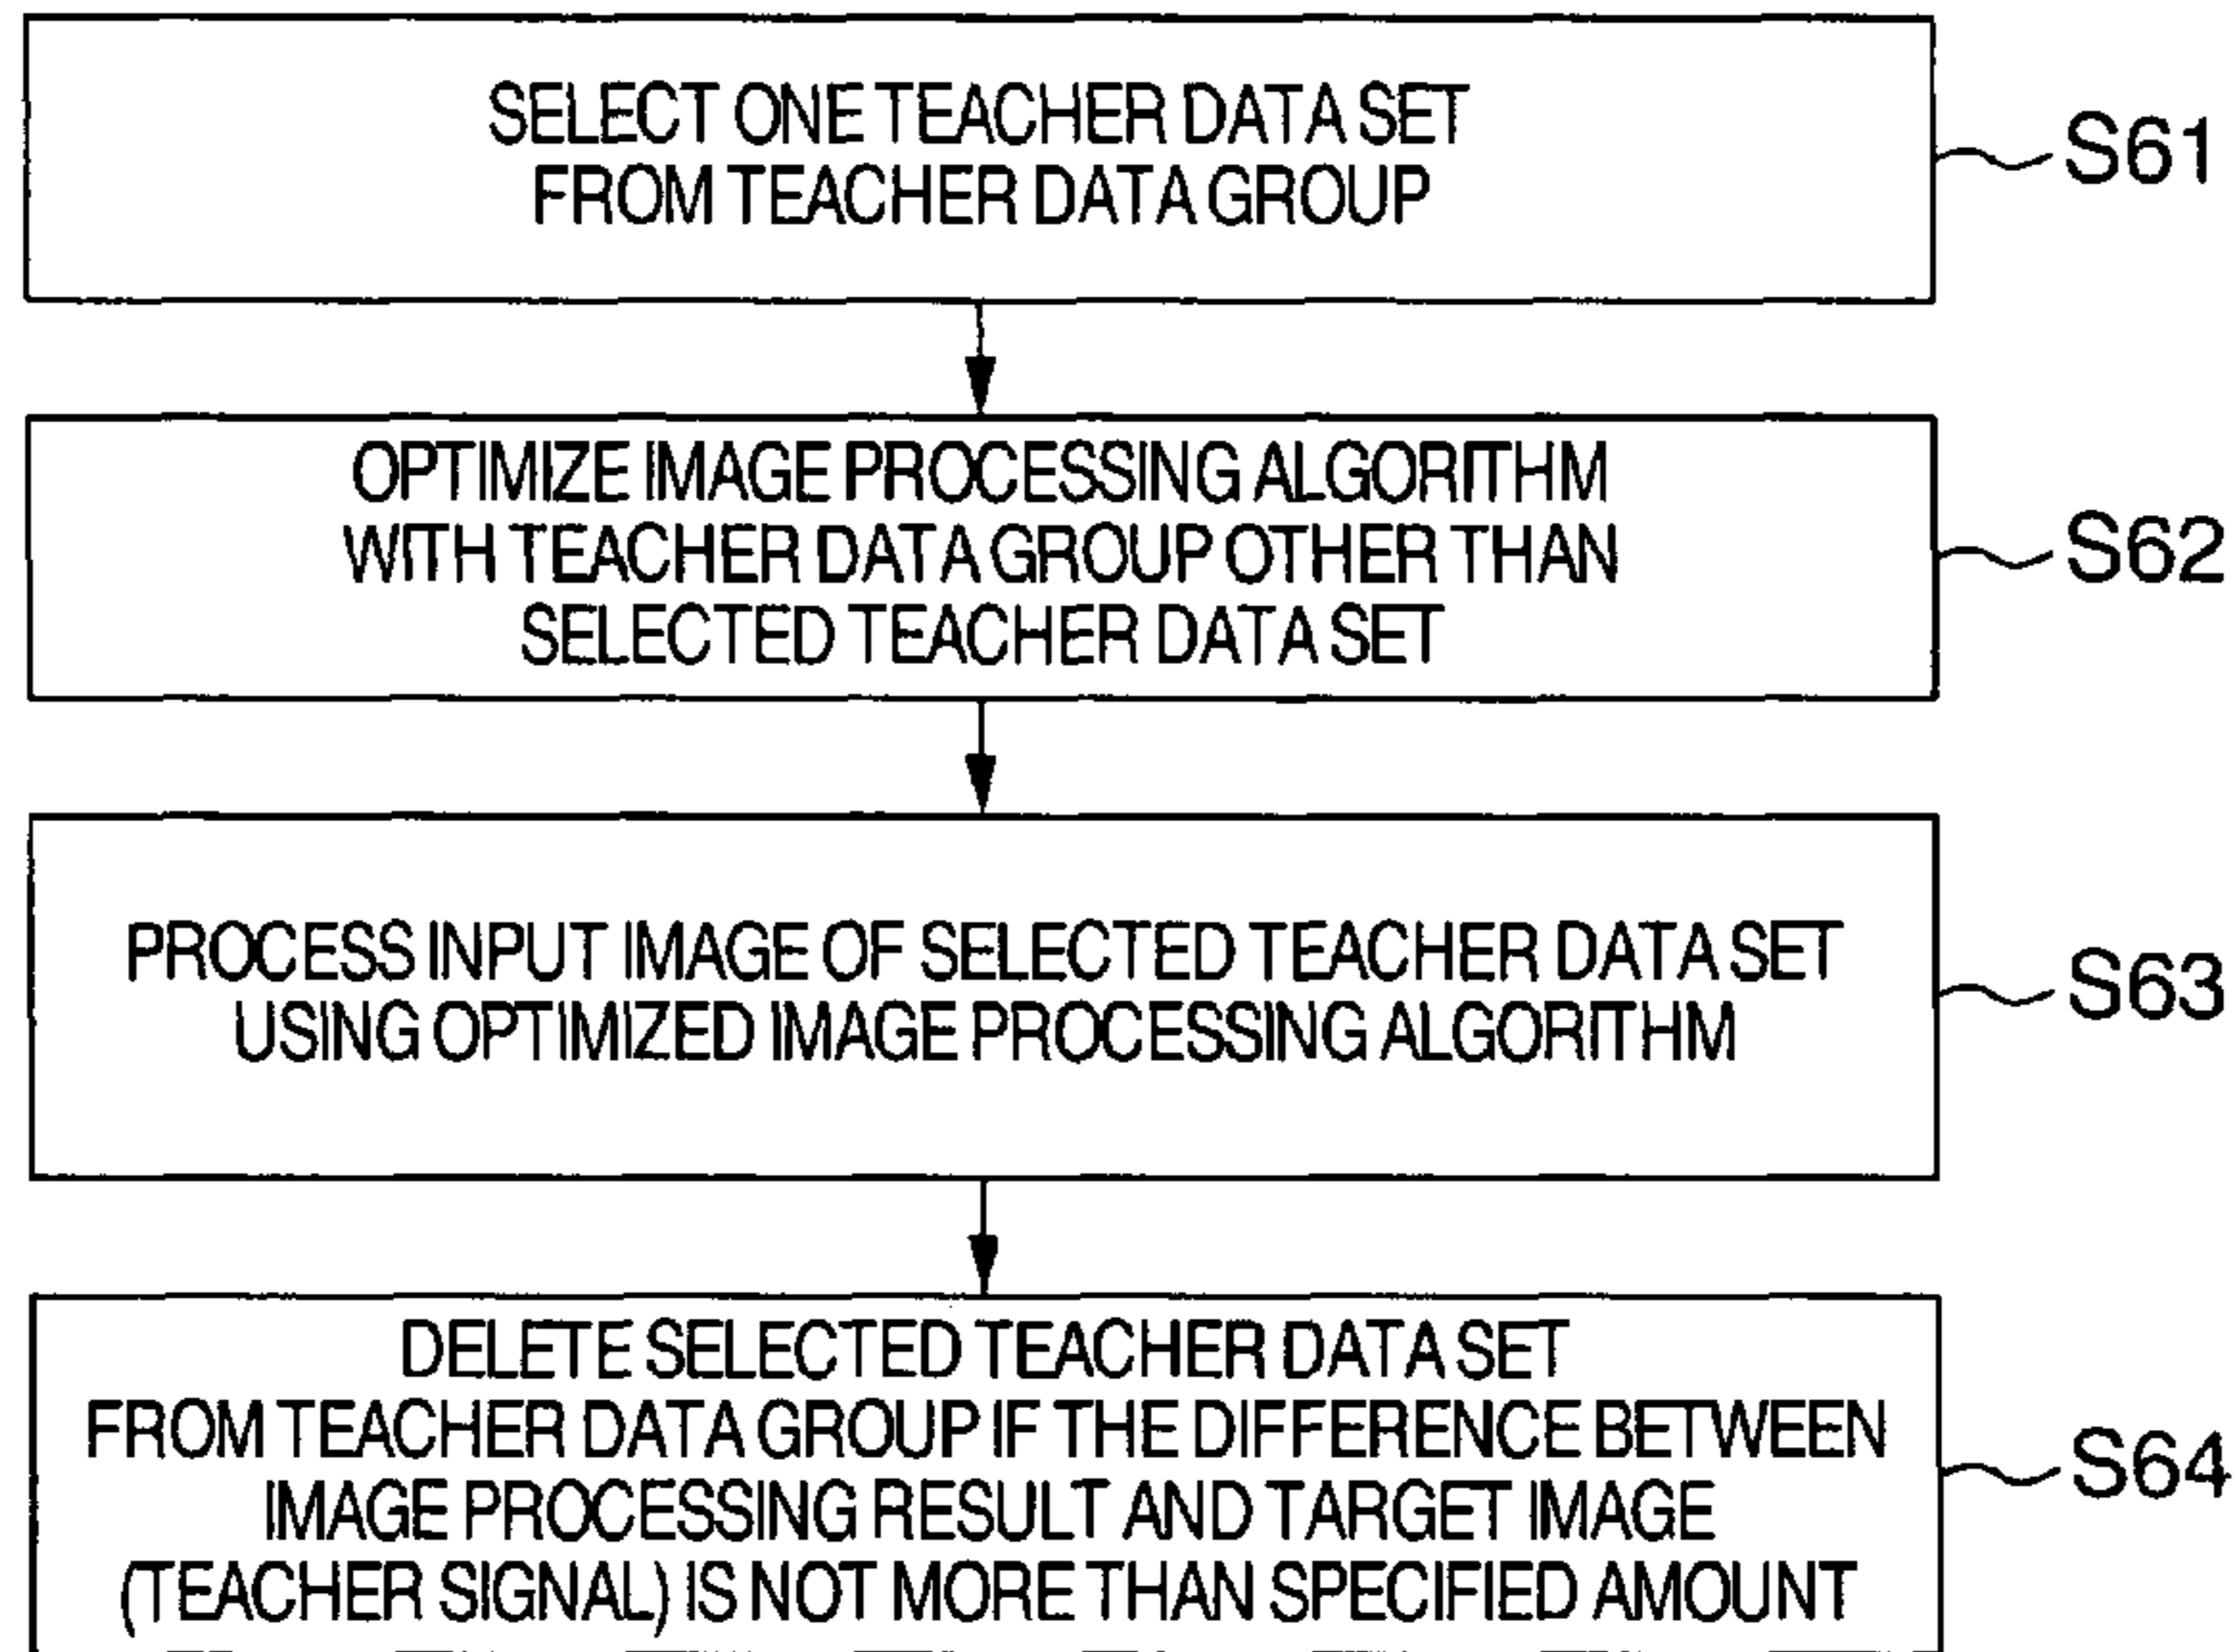 SELECT ONE TEACHER DATA SET
FROM TEACHER DATA GROUP
S61
OPTIMIZE IMAGE PROCESSING ALGORITHM
WITH TEACHER DATA GROUP OTHER THAN
SELECTED TEACHER DATA SET
S62
PROCESS INPUT IMAGE OF SELECTED TEACHER DATA SET
USING OPTIMIZED IMAGE PROCESSING ALGORITHM
S63
DELETE SELECTED TEACHER DATA SET
FROM TEACHER DATA GROUP IF THE DIFFERENCE BETWEEN
IMAGE PROCESSING RESULT AND TARGET IMAGE
(TEACHER SIGNAL) IS NOT MORE THAN SPECIFIED AMOUNT
S64